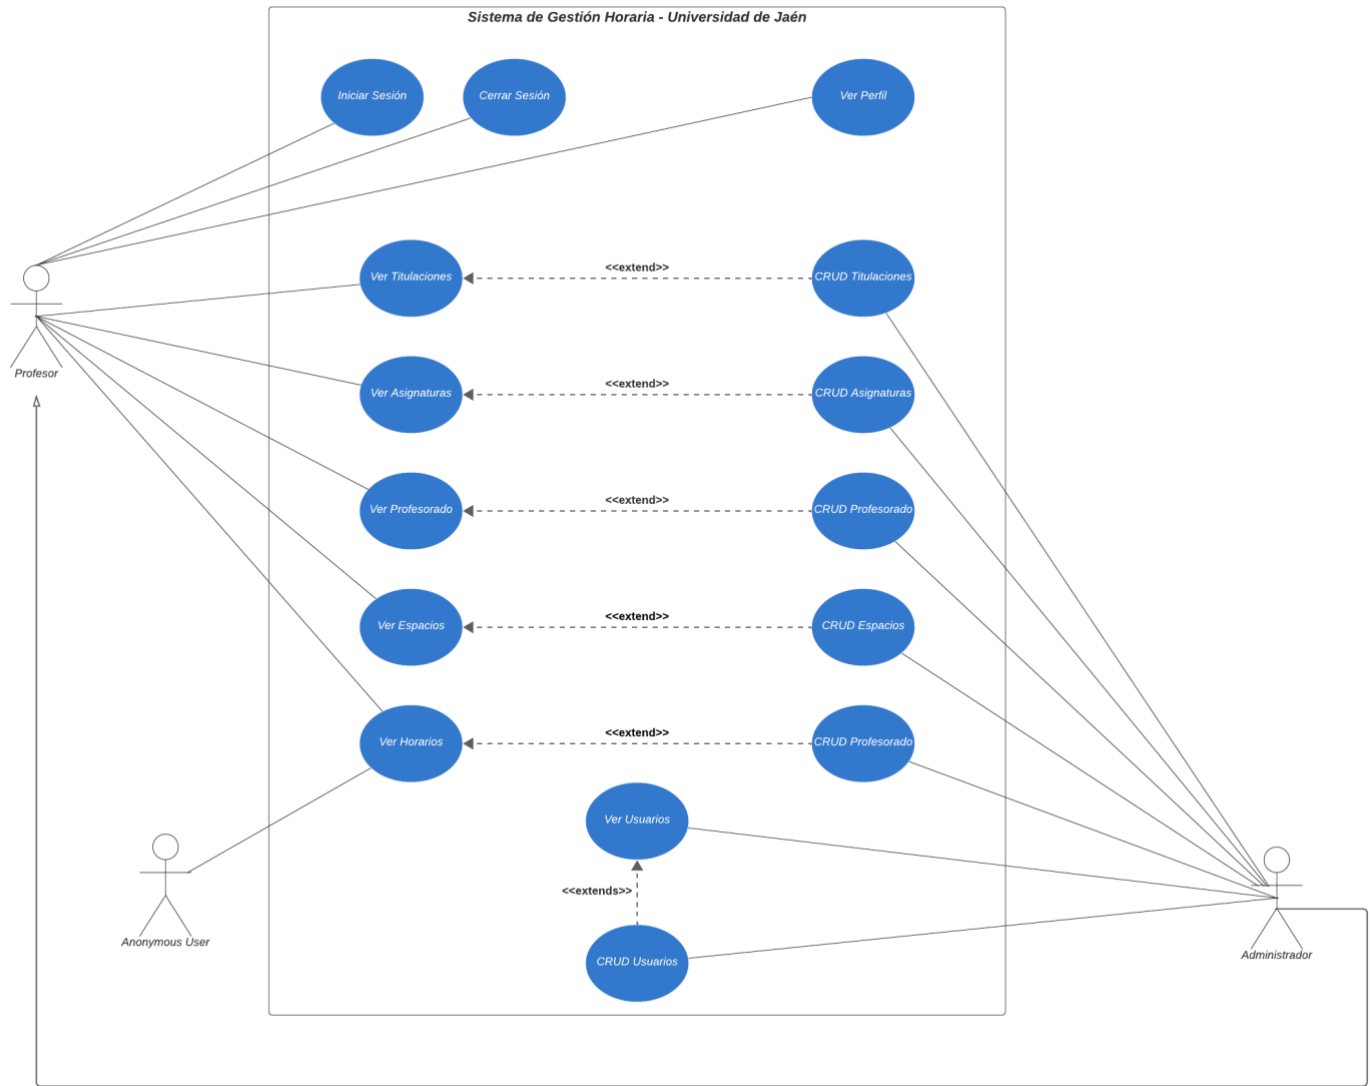 Sistema de Gestión Horaria - Universidad de Jaén
Iniciar Sesión
Cerrar Sesión
Ver Perfil
Ver Titulaciones
<<extend>>
CRUD Titulaciones
Profesor
Ver Asignaturas
<<extend>>
CRUD Asignaturas
Ver Profesorado
<<extend>>
CRUD Profesorado
Ver Espacios
<<extend>>
CRUD Espacios
Ver Horarios
<<extend>>
CRUD Profesorado
Ver Usuarios
<<extends>>
Anonymous User
CRUD Usuarios
Administrador